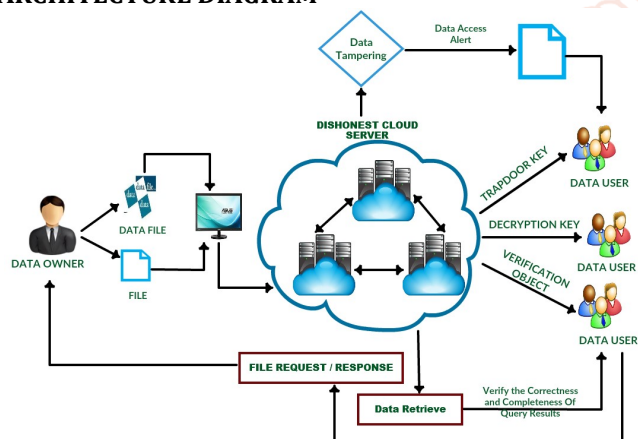 ARCHITECTURE DIAGRAM
Data
Tampering
Data Access
Alert
DISHONEST CLOUD
SERVER
TRAPDOOR KEY
DATA USER
DATA FILE
DATA OWNER
FILE
DECRYPTION KEY
DATA USER
VERIFICATION
OBJECT
DATA USER
FILE REQUEST / RESPONSE
Data Retrieve
Verify the Correctness
and Completeness Of
Query Results